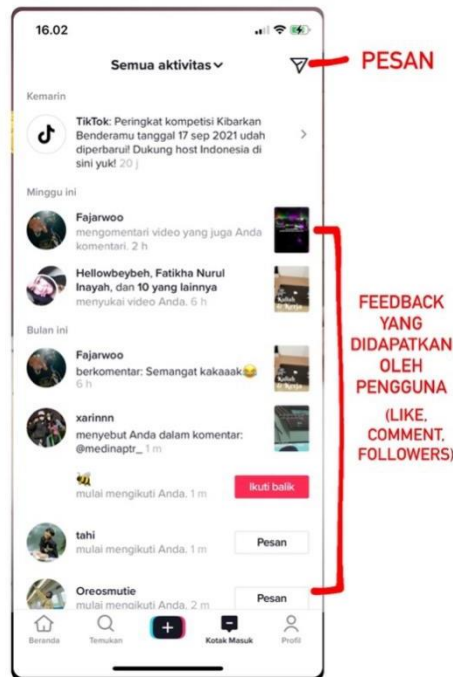 16.02
Semua aktivitas
PESAN
Kemarin
TikTok: Peringkat kompetisi Kibarkan
Benderamu tanggal 17 sep 2021 udah
diperbarui! Dukung host Indonesia di
sini yuk! 20 j
Minggu ini
Fajarwoo
mengomentari video yang juga Anda
komentari. 2 h
Hellowbeybeh, Fatikha Nurul
Inayah, dan 10 yang lainnya
menyukai video Anda. 6 h
Kuliah
& Kerja
Bulan ini
Fajarwoo
berkomentar: Semangat kakaaak😂
6 h
Kuliah
& Kerja
xarinnn
menyebut Anda dalam komentar:
@medinaptr_ 1 m
🐝
mulai mengikuti Anda. 1 m
Ikuti balik
tahi
mulai mengikuti Anda. 1 m
Pesan
Oreosmutie
mulai mengikuti Anda. 2 m
Pesan
Beranda
Temukan
Kotak Masuk
Profil
FEEDBACK
YANG
DIDAPATKAN
OLEH
PENGGUNA
(LIKE,
COMMENT,
FOLLOWERS)